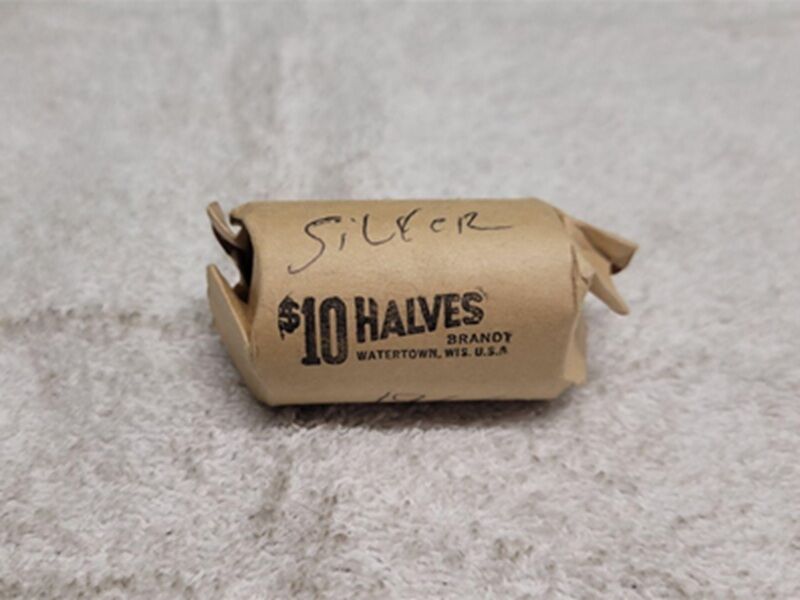 SILVER
$10 HALVES
BRANDT
WATERTOWN, WIS. U.S.A